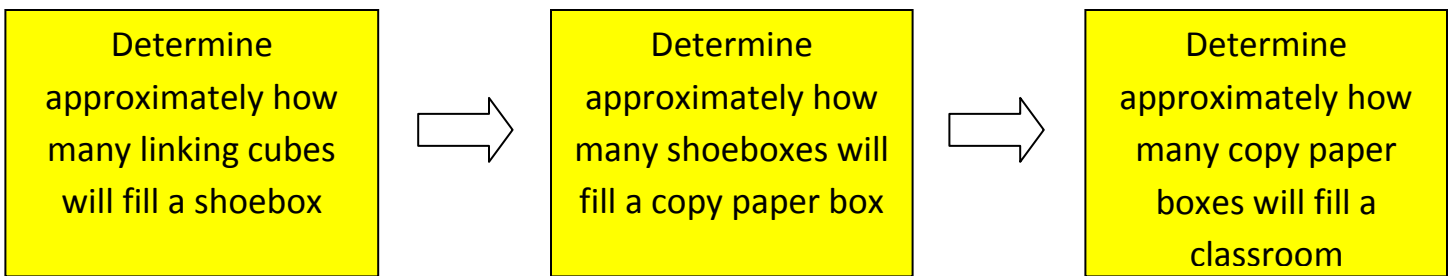 Determine
approximately how
many linking cubes
will fill a shoebox
Determine
approximately how
many shoeboxes will
fill a copy paper box
Determine
approximately how
many copy paper
boxes will fill a
classroom